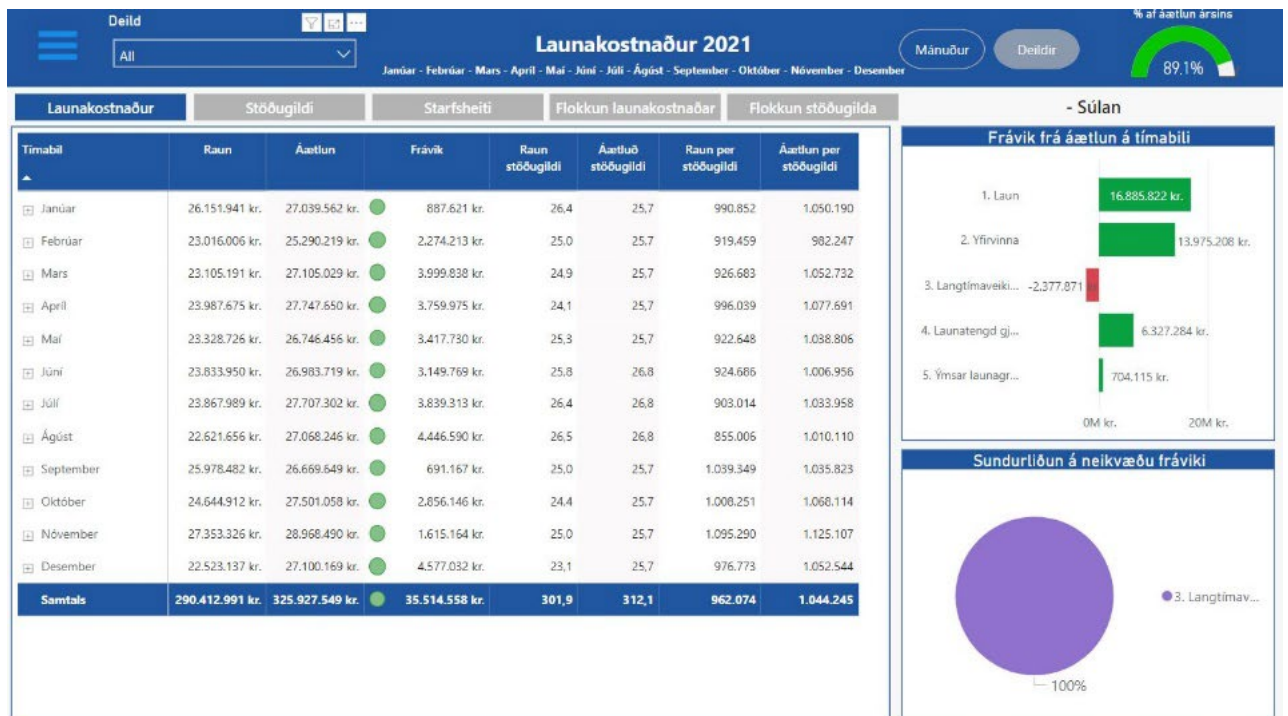 Deild
All
Launakostnaður 2021
Janúar - Febrúar - Mars - Apríl - Maí - Júní - Júlí - Ágúst - September - Október - Nóvember - Desember
Mánuður
Deildir
% af áætlun ársins
89.1%
Launakostnaður Stöðugildi Starfsheiti Flokkun launakostnaðar Flokkun stöðugilda
- Súlan
Tímabil Raun Áætlun Frávik Raun stöðugildi Áætluð stöðugildi Raun per stöðugildi Áætlun per stöðugildi
Janúar 26.151.941 kr. 27.039.562 kr. 887.621 kr. 26,4 25,7 990.852 1.050.190
Febrúar 23.016.006 kr. 25.290.219 kr. 2.274.213 kr. 25,0 25,7 919.459 982.247
Mars 23.105.191 kr. 27.105.029 kr. 3.999.838 kr. 24,9 25,7 926.683 1.052.732
Apríl 23.987.675 kr. 27.747.650 kr. 3.759.975 kr. 24,1 25,7 996.039 1.077.691
Maí 23.328.726 kr. 26.746.456 kr. 3.417.730 kr. 25,3 25,7 922.648 1.038.806
Júní 23.833.950 kr. 26.983.719 kr. 3.149.769 kr. 25,8 26,8 924.686 1.006.956
Júlí 23.867.989 kr. 27.707.302 kr. 3.839.313 kr. 26,4 26,8 903.014 1.033.958
Ágúst 22.621.656 kr. 27.068.246 kr. 4.446.590 kr. 26,5 26,8 855.006 1.010.110
September 25.978.482 kr. 26.669.649 kr. 691.167 kr. 25,0 25,7 1.039.349 1.035.823
Október 24.644.912 kr. 27.501.058 kr. 2.856.146 kr. 24,4 25,7 1.008.251 1.068.114
Nóvember 27.353.326 kr. 28.968.490 kr. 1.615.164 kr. 25,0 25,7 1.095.290 1.125.107
Desember 22.523.137 kr. 27.100.169 kr. 4.577.032 kr. 23,1 25,7 976.773 1.052.544
Samtals 290.412.991 kr. 325.927.549 kr. 35.514.558 kr. 301,9 312,1 962.074 1.044.245
Frávik frá áætlun á tímabili
1. Laun 16.885.822 kr.
2. Yfirvinna 13.975.208 kr.
3. Langtímaveiki... -2.377.871
4. Launatengd gj... 6.327.284 kr.
5. Ýmsar launagr... 704.115 kr.
0M kr. 20M kr.
Sundurliðun á neikvæðu fráviki
3. Langtímav...
100%